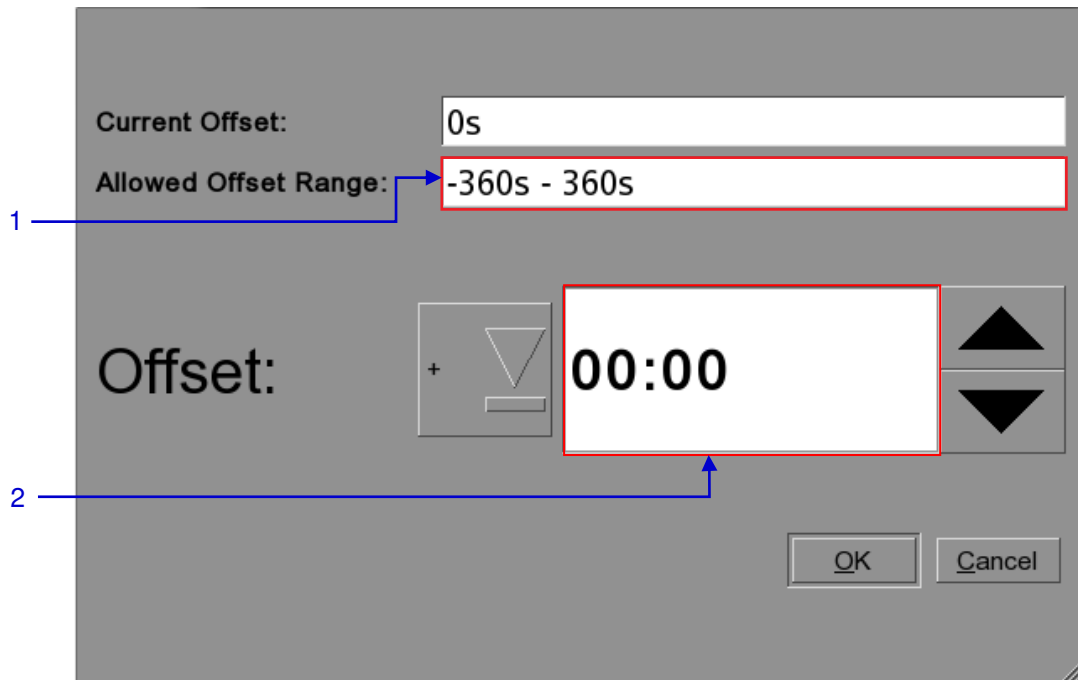 Current Offset: 0s
Allowed Offset Range: -360s - 360s
1
Offset: + 00:00
2
OK Cancel